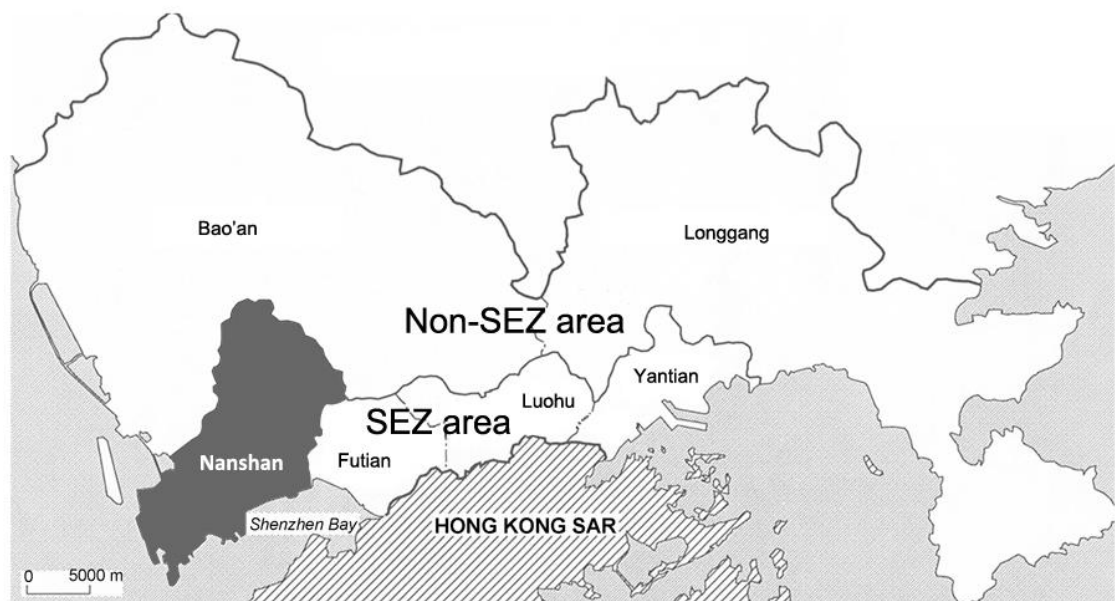 Bao'an
Longgang
Non-SEZ area
Yantian
Luohu
SEZ area
Nanshan
Futian
Shenzhen Bay
HONG KONG SAR
0 5000 m